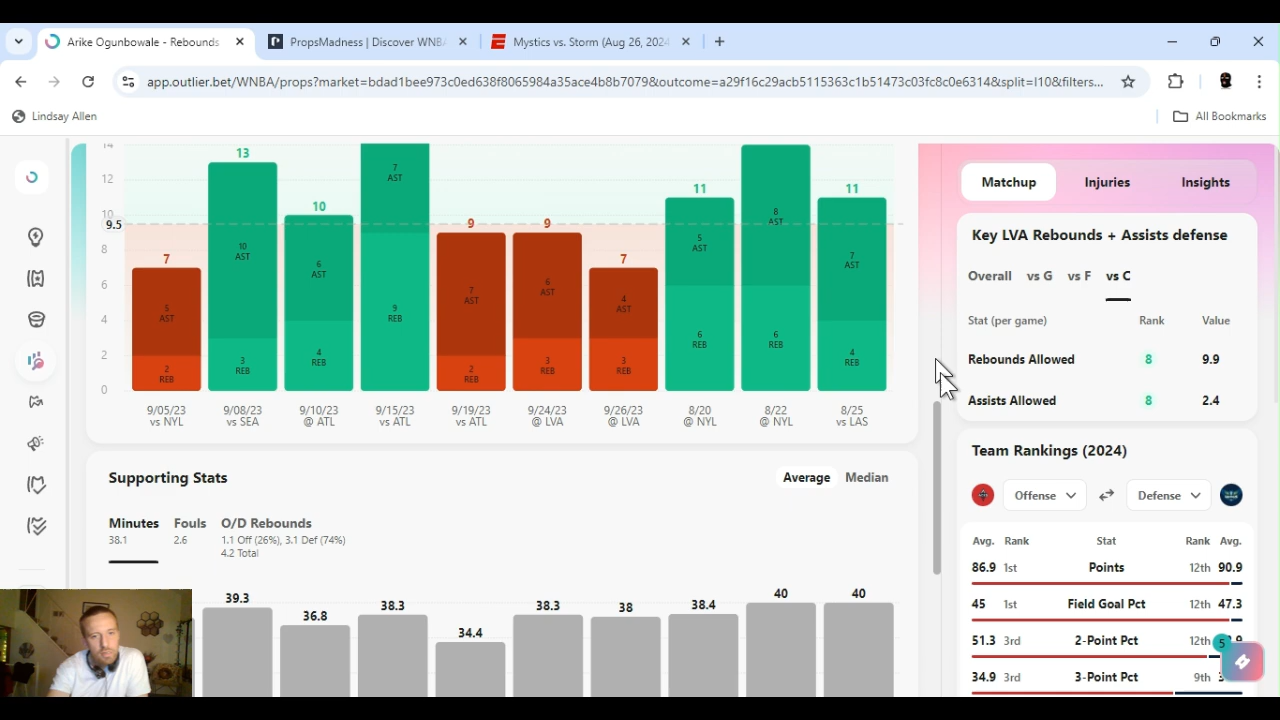 Arike Ogunbowale - Rebounds
PropsMadness | Discover WNB
Mystics vs. Storm (Aug 26, 2024
app.outlier.bet/WNBA/props?market=bdad1bee973c0ed638f8065984a35ace4b8b7079&outcome=a29f16c29acb5115363c1b51473c03fc8c0e6314&split=l10&filters...
Lindsay Allen
All Bookmarks
14
12
10
9.5
8
6
4
2
0
7
5 AST
2 REB
13
10 AST
3 REB
10
6 AST
4 REB
7 AST
9 REB
9
7 AST
2 REB
9
6 AST
3 REB
7
4 AST
3 REB
11
5 AST
6 REB
8 AST
6 REB
11
7 AST
4 REB
9/05/23 9/08/23 9/10/23 9/15/23 9/19/23 9/24/23 9/26/23 8/20 8/22 8/25
vs NYL vs SEA @ ATL vs ATL vs ATL @ LVA @ LVA @ NYL @ NYL vs LAS
Supporting Stats
Average Median
Minutes Fouls O/D Rebounds
38.1 2.6 1.1 Off (26%), 3.1 Def (74%)
4.2 Total
39.3 36.8 38.3 34.4 38.3 38 38.4 40 40
Matchup Injuries Insights
Key LVA Rebounds + Assists defense
Overall vs G vs F vs C
Stat (per game) Rank Value
Rebounds Allowed 8 9.9
Assists Allowed 8 2.4
Team Rankings (2024)
Offense Defense
Avg. Rank Stat Rank Avg.
86.9 1st Points 12th 90.9
45 1st Field Goal Pct 12th 47.3
51.3 3rd 2-Point Pct 12th
5
34.9 3rd 3-Point Pct 9th